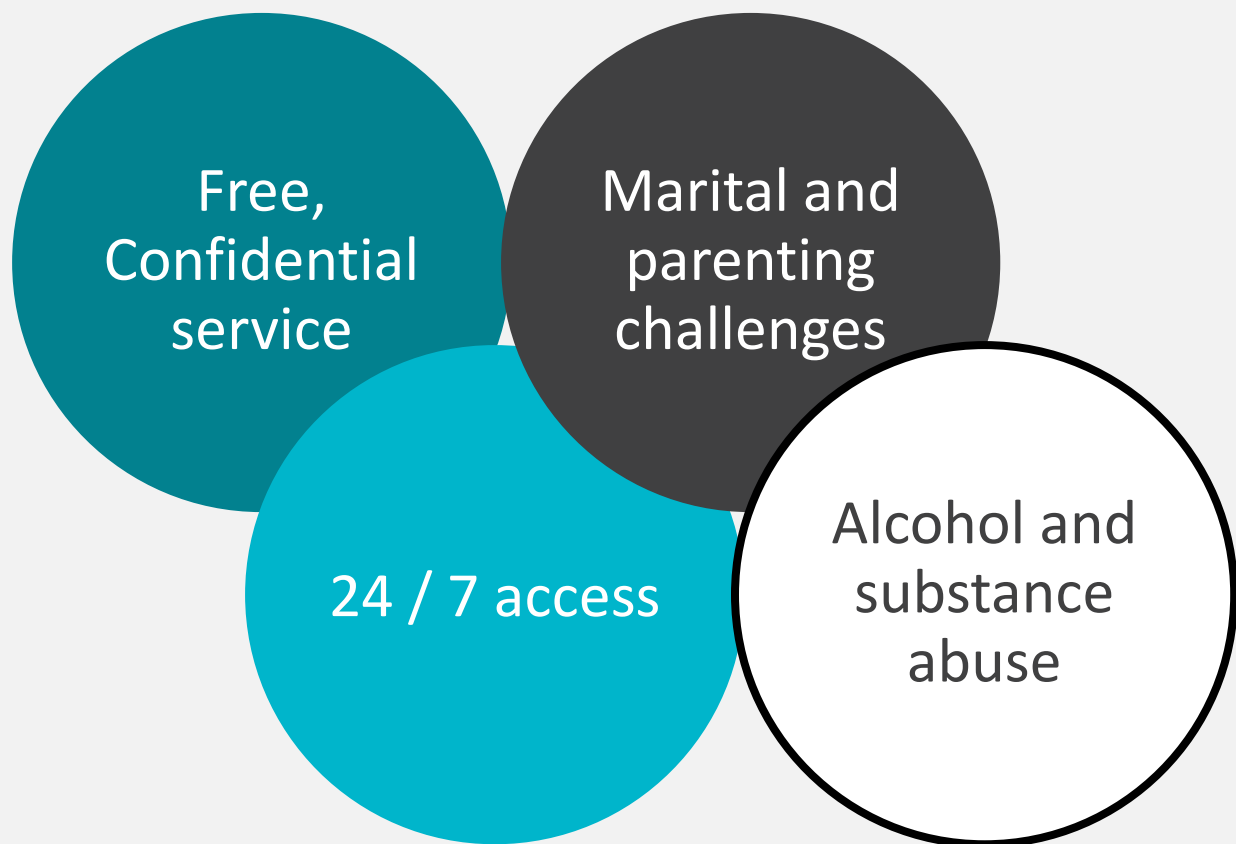 Free,
Confidential
service
Marital and
parenting
challenges
24 / 7 access
Alcohol and
substance
abuse